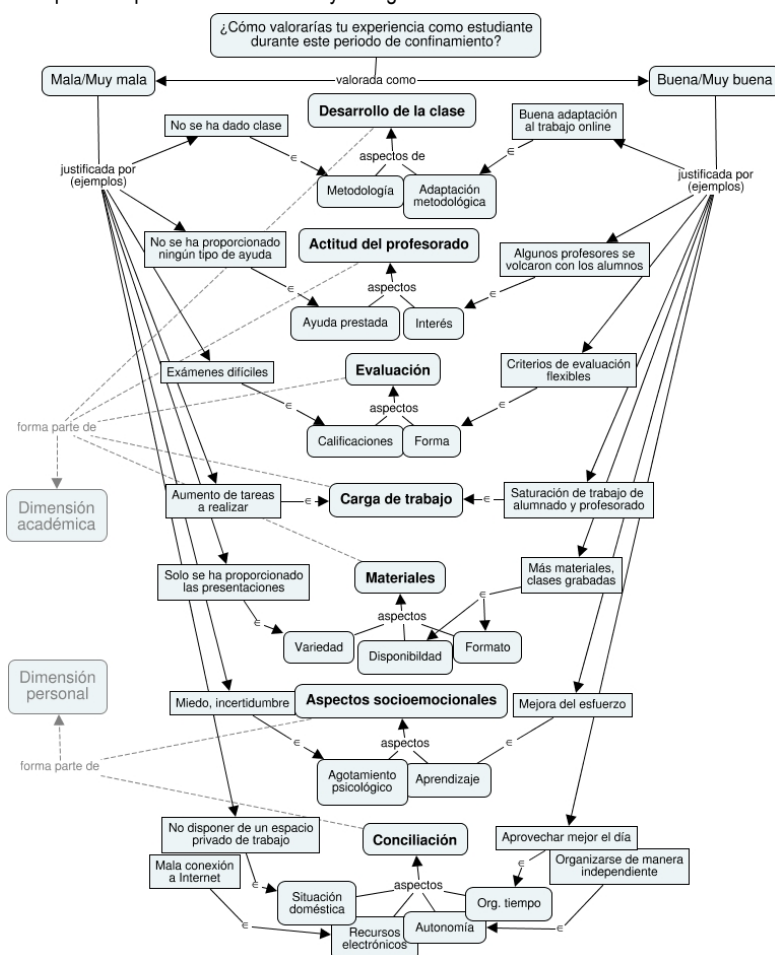 ¿Cómo valorarías tu experiencia como estudiante
durante este periodo de confinamiento?
Mala/Muy mala
valorada como
Buena/Muy buena
Desarrollo de la clase
No se ha dado clase
Buena adaptación
al trabajo online
∈
aspectos de
∈
justificada por
(ejemplos)
justificada por
(ejemplos)
Metodología
Adaptación
metodológica
No se ha proporcionado
ningún tipo de ayuda
Actitud del profesorado
Algunos profesores se
volcaron con los alumnos
∈
aspectos
∈
Ayuda prestada
Interés
Exámenes difíciles
Evaluación
Criterios de evaluación
flexibles
∈
aspectos
∈
forma parte de
Calificaciones
Forma
Dimensión
académica
Aumento de tareas
a realizar
∈
Carga de trabajo
∈
Saturación de trabajo de
alumnado y profesorado
Solo se ha proporcionado
las presentaciones
Materiales
Más materiales,
clases grabadas
∈
aspectos
∈
Variedad
Disponibildad
Formato
Dimensión
personal
Miedo, incertidumbre
Aspectos socioemocionales
Mejora del esfuerzo
∈
aspectos
∈
forma parte de
Agotamiento
psicológico
Aprendizaje
No disponer de un espacio
privado de trabajo
Conciliación
Aprovechar mejor el día
Mala conexión
a Internet
Organizarse de manera
independiente
∈
aspectos
∈
Situación
doméstica
Org. tiempo
∈
Recursos
electrónicos
Autonomía
∈